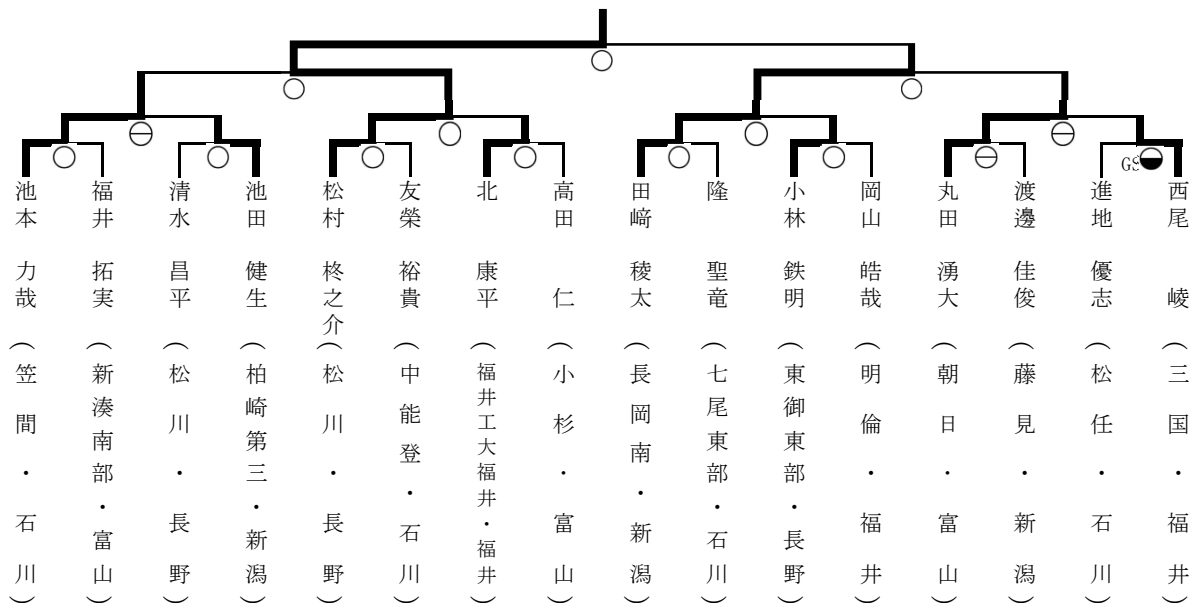 GS
池本 力哉（笠間・石川）
福井 拓実（新湊南部・富山）
清水 昌平（松川・長野）
池田 健生（柏崎第三・新潟）
松村 柊之介（松川・長野）
友榮 裕貴（中能登・石川）
北 康平（福井工大福井・福井）
高田 仁（小杉・富山）
田﨑 稜太（長岡南・新潟）
隆 聖竜（七尾東部・石川）
小林 鉄明（東御東部・長野）
岡山 皓哉（明倫・福井）
丸田 湧大（朝日・富山）
渡邊 佳俊（藤見・新潟）
進地 優志（松任・石川）
西尾 崚（三国・福井）